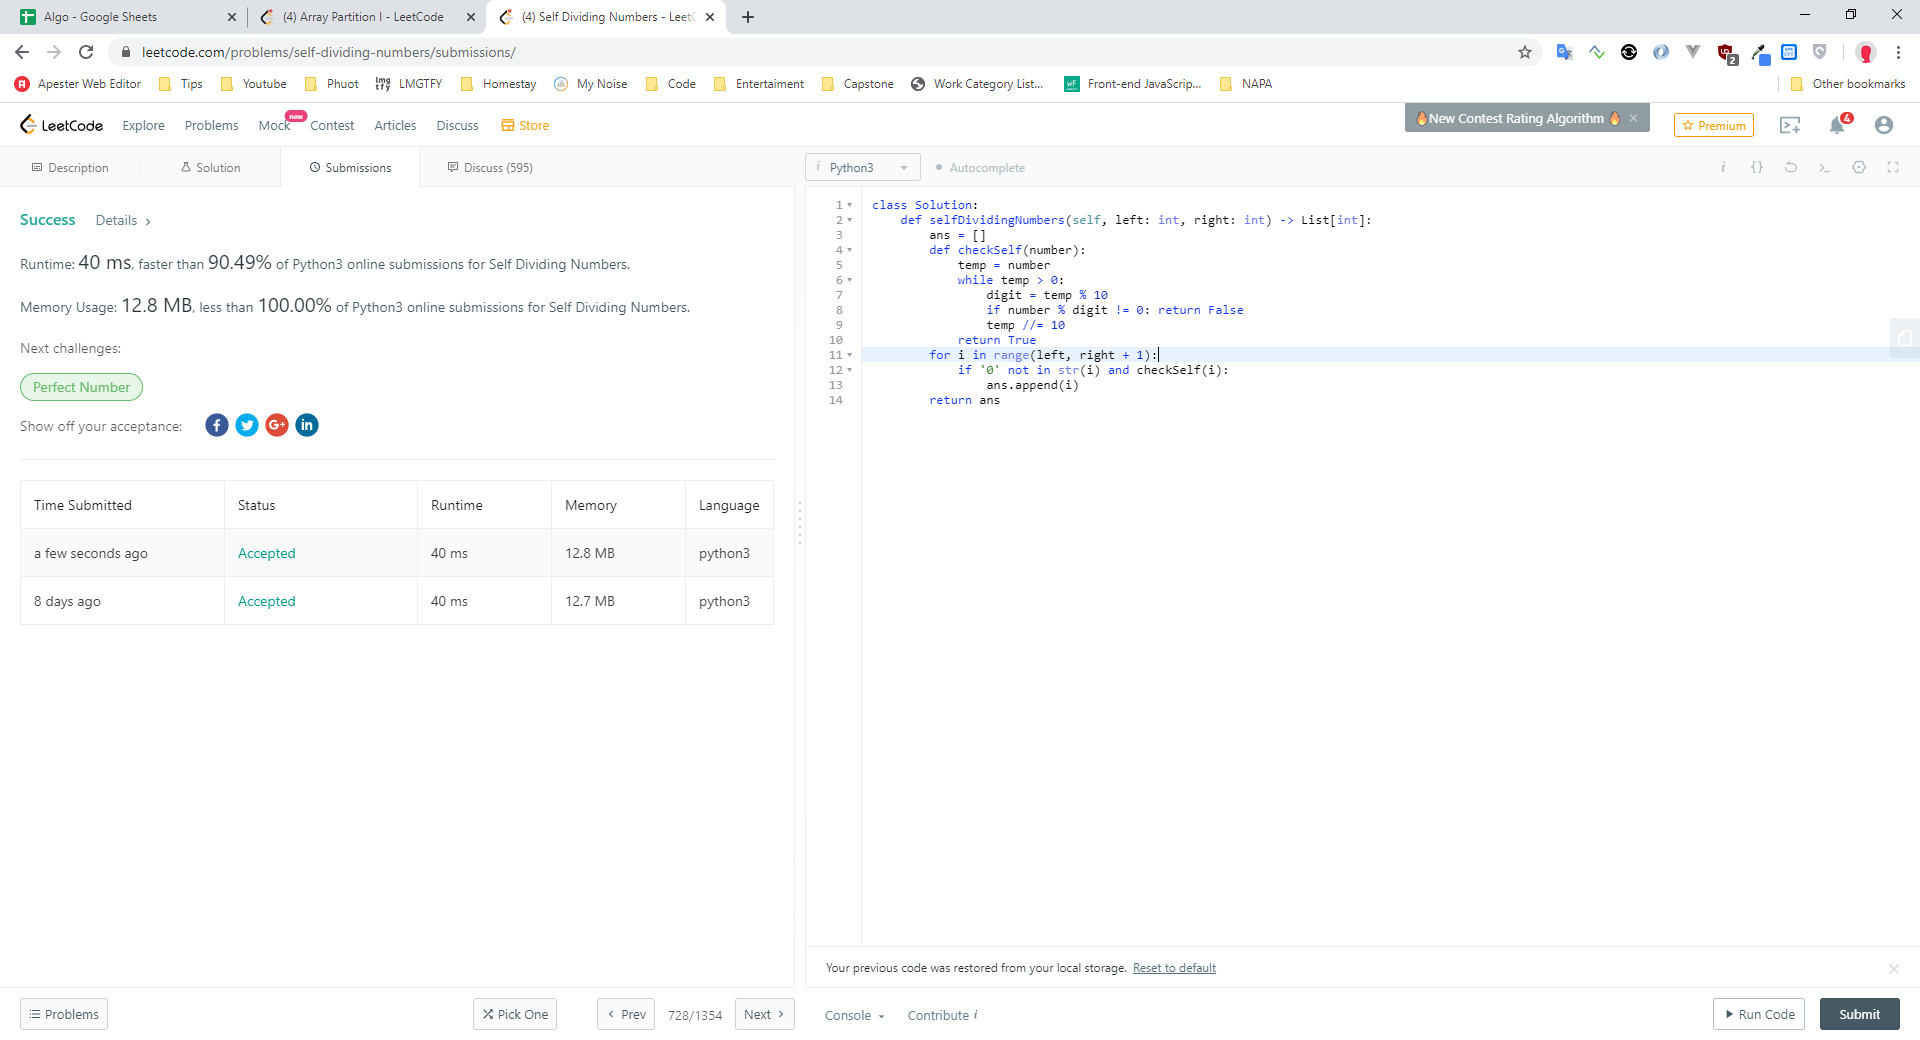 Algo - Google Sheets
(4) Array Partition I - LeetCode
(4) Self Dividing Numbers - LeetC
leetcode.com/problems/self-dividing-numbers/submissions/
2
Apester Web Editor
Tips
Youtube
Phuot
LMGTFY
Homestay
My Noise
Code
Entertaiment
Capstone
Work Category List...
Front-end JavaScrip...
NAPA
Other bookmarks
LeetCode
Explore
Problems
Mock
new
Contest
Articles
Discuss
Store
🔥New Contest Rating Algorithm 🔥
Premium
4
Description
Solution
Submissions
Discuss (595)
i Python3
Autocomplete
Success
Details
Runtime: 40 ms, faster than 90.49% of Python3 online submissions for Self Dividing Numbers.
Memory Usage: 12.8 MB, less than 100.00% of Python3 online submissions for Self Dividing Numbers.
Next challenges:
Perfect Number
Show off your acceptance:
Time Submitted Status Runtime Memory Language
a few seconds ago Accepted 40 ms 12.8 MB python3
8 days ago Accepted 40 ms 12.7 MB python3
1 class Solution:
2     def selfDividingNumbers(self, left: int, right: int) -> List[int]:
3         ans = []
4         def checkSelf(number):
5             temp = number
6             while temp > 0:
7                 digit = temp % 10
8                 if number % digit != 0: return False
9                 temp //= 10
10             return True
11         for i in range(left, right + 1):
12             if '0' not in str(i) and checkSelf(i):
13                 ans.append(i)
14         return ans
Your previous code was restored from your local storage. Reset to default
Problems
Pick One
Prev
728/1354
Next
Console
Contribute i
Run Code
Submit